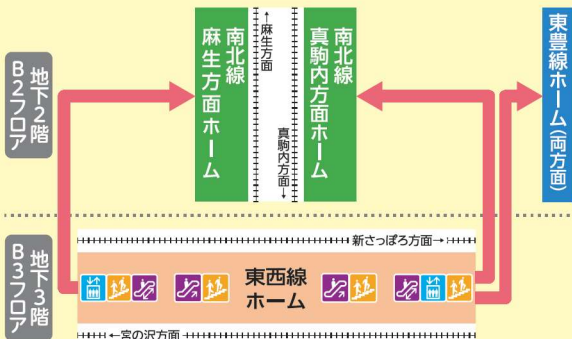 地下2階
B2フロア
南北線
麻生方面ホーム
←麻生方面
真駒内方面→
南北線
真駒内方面ホーム
東豊線ホーム(両方面)
地下3階
B3フロア
新さっぽろ方面→
東西線
ホーム
←宮の沢方面